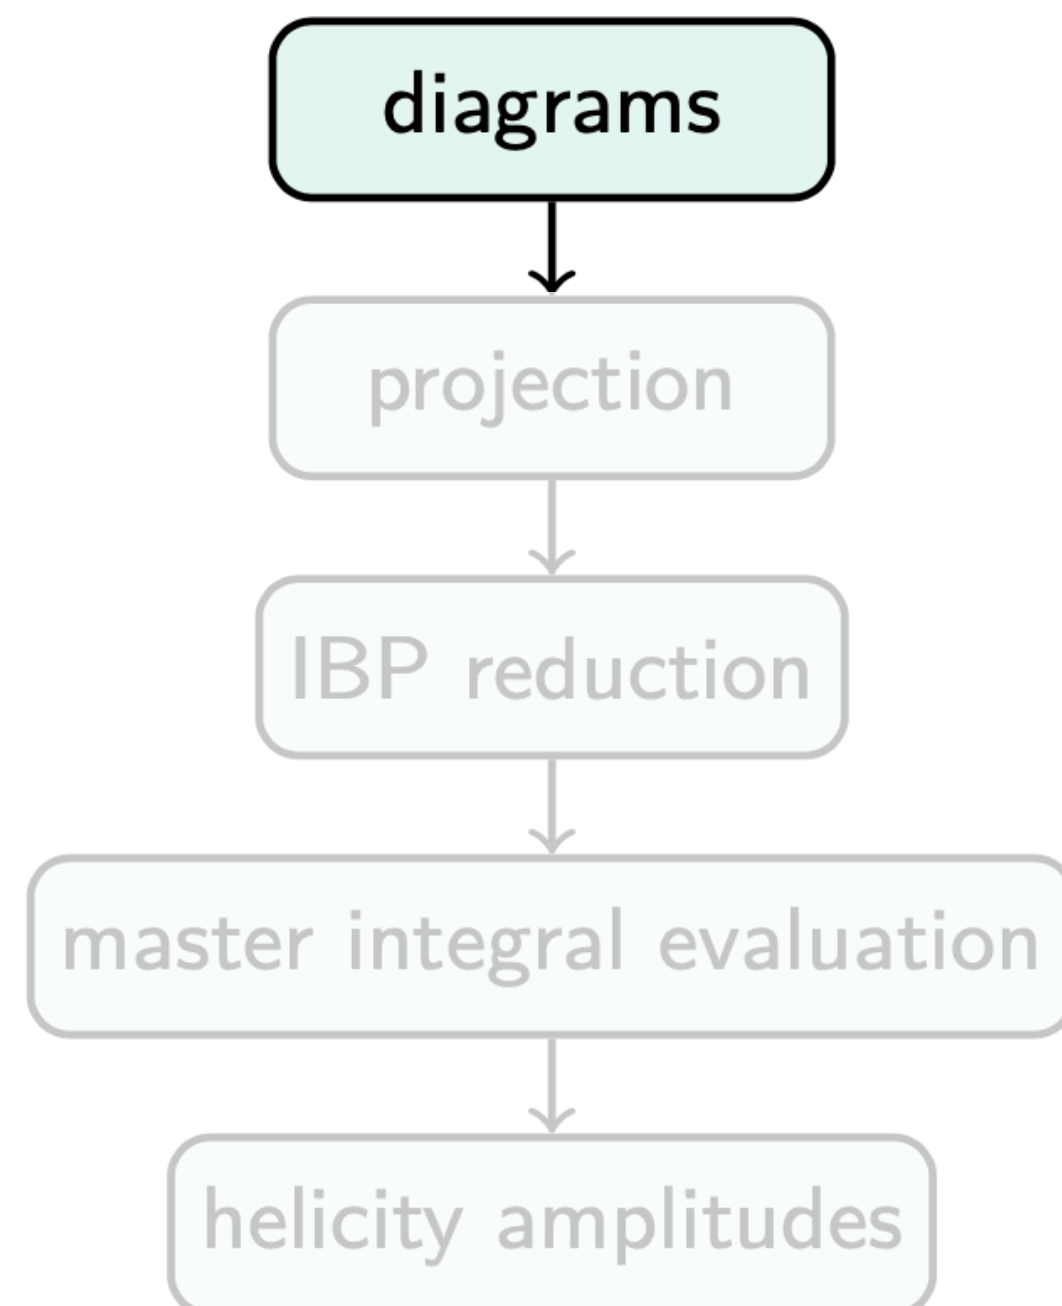 diagrams
projection
IBP reduction
master integral evaluation
helicity amplitudes